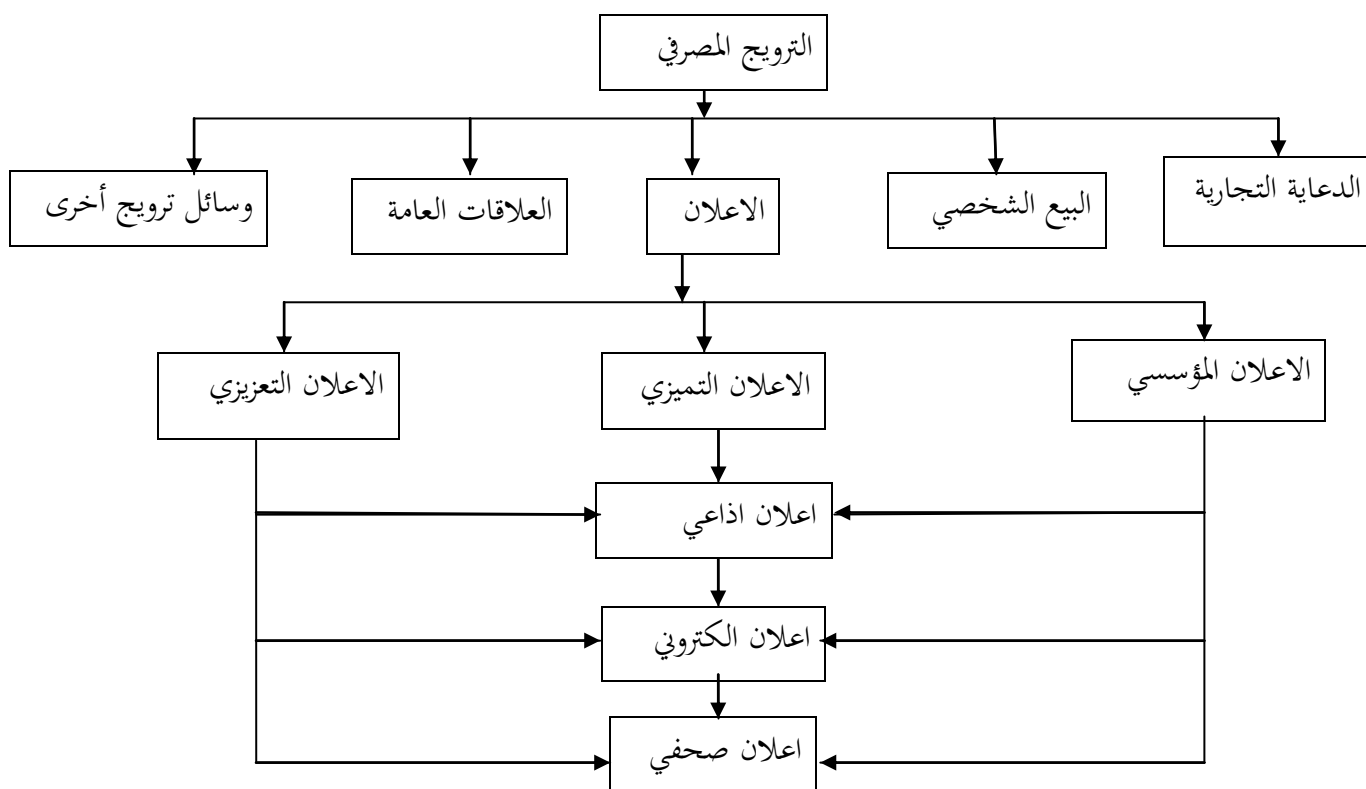 الترويج المصرفي
الدعاية التجارية
البيع الشخصي
الاعلان
العلاقات العامة
وسائل ترويج أخرى
الاعلان المؤسسي
الاعلان التميزي
الاعلان التعزيزي
اعلان اذاعي
اعلان الكتروني
اعلان صحفي